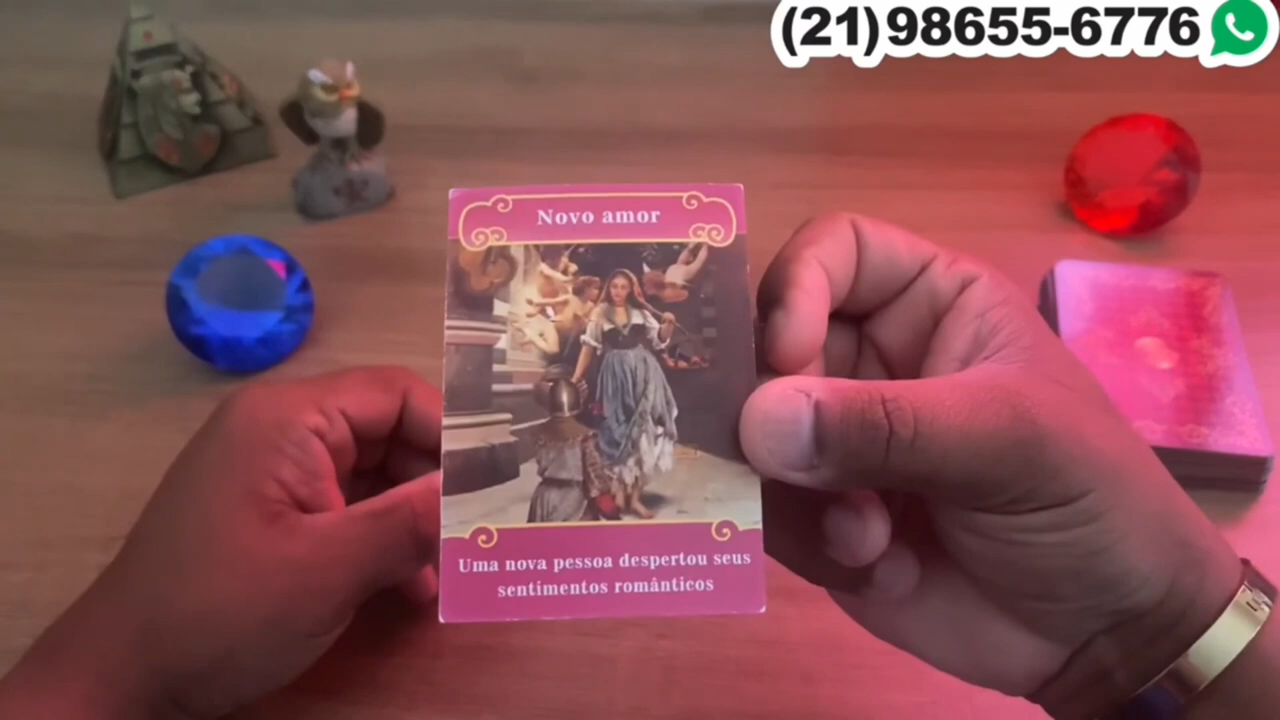 (21)98655-6776
Novo amor
Uma nova pessoa despertou seus
sentimentos românticos